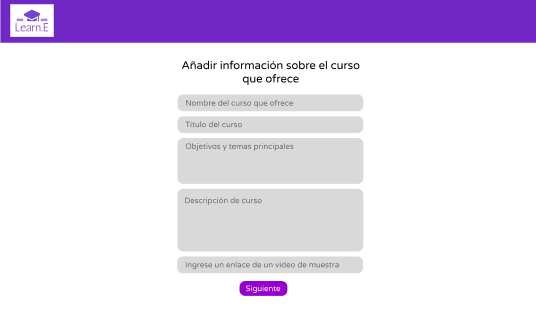 Learn.E
Añadir información sobre el curso
que ofrece
Nombre del curso que ofrece
Título del curso
Objetivos y temas principales
Descripción de curso
Ingrese un enlace de un video de muestra
Siguiente